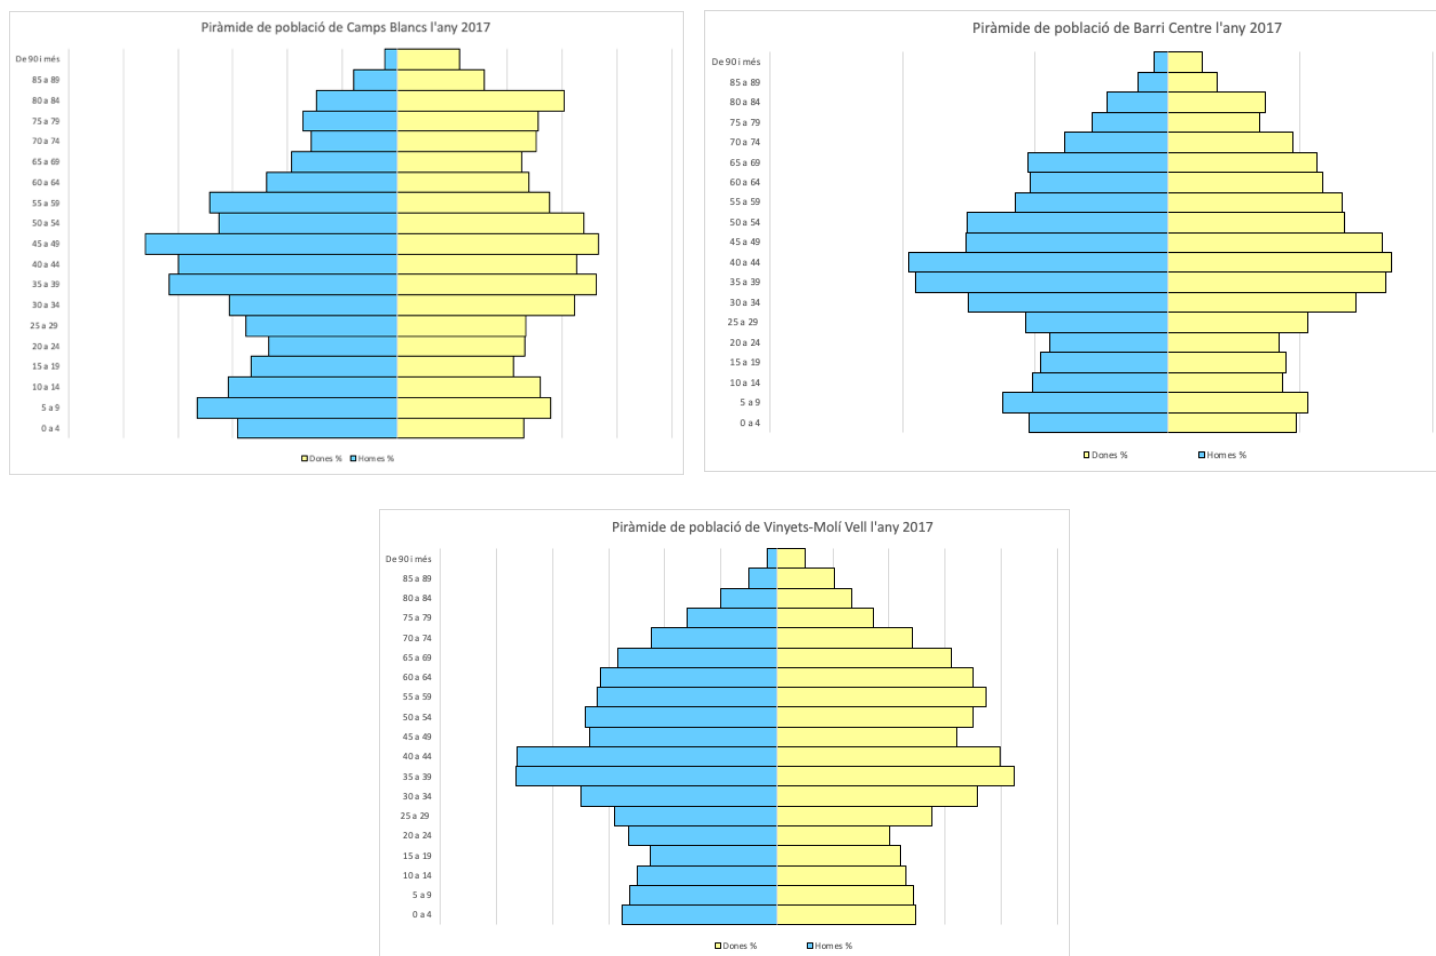 Piràmide de població de Camps Blancs l'any 2017
De 90 i més
85 a 89
80 a 84
75 a 79
70 a 74
65 a 69
60 a 64
55 a 59
50 a 54
45 a 49
40 a 44
35 a 39
30 a 34
25 a 29
20 a 24
15 a 19
10 a 14
5 a 9
0 a 4
Dones % Homes %
Piràmide de població de Barri Centre l'any 2017
De 90 i més
85 a 89
80 a 84
75 a 79
70 a 74
65 a 69
60 a 64
55 a 59
50 a 54
45 a 49
40 a 44
35 a 39
30 a 34
25 a 29
20 a 24
15 a 19
10 a 14
5 a 9
0 a 4
Dones % Homes %
Piràmide de població de Vinyets-Molí Vell l'any 2017
De 90 i més
85 a 89
80 a 84
75 a 79
70 a 74
65 a 69
60 a 64
55 a 59
50 a 54
45 a 49
40 a 44
35 a 39
30 a 34
25 a 29
20 a 24
15 a 19
10 a 14
5 a 9
0 a 4
Dones % Homes %